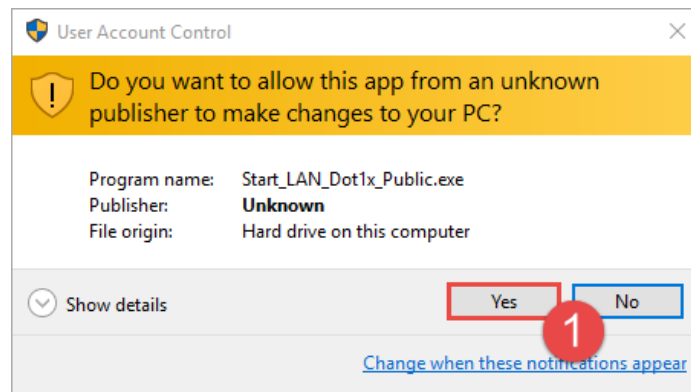 User Account Control
Do you want to allow this app from an unknown
publisher to make changes to your PC?
Program name: Start_LAN_Dot1x_Public.exe
Publisher: Unknown
File origin: Hard drive on this computer
Show details
Yes
No
1
Change when these notifications appear